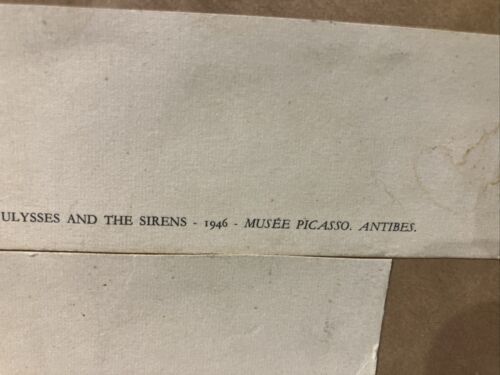 ULYSSES AND THE SIRENS - 1946 - MUSÉE PICASSO. ANTIBES.